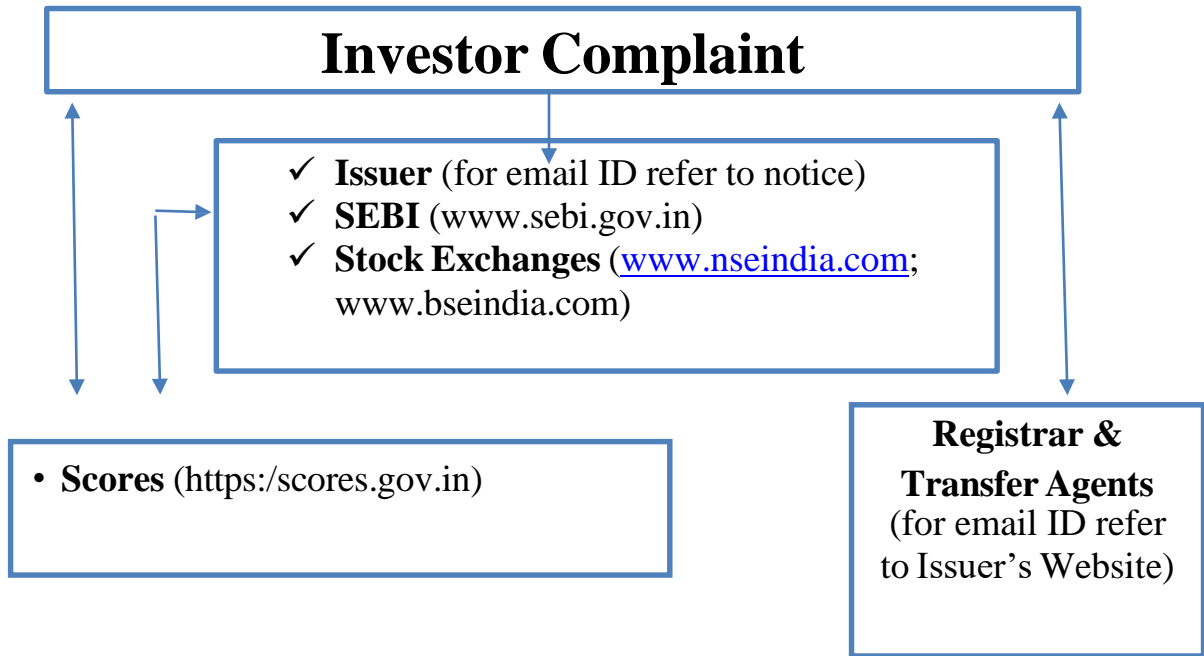 Investor Complaint
✓ Issuer (for email ID refer to notice)
✓ SEBI (www.sebi.gov.in)
✓ Stock Exchanges (www.nseindia.com;
www.bseindia.com)
• Scores (https:/scores.gov.in)
Registrar &
Transfer Agents
(for email ID refer
to Issuer’s Website)